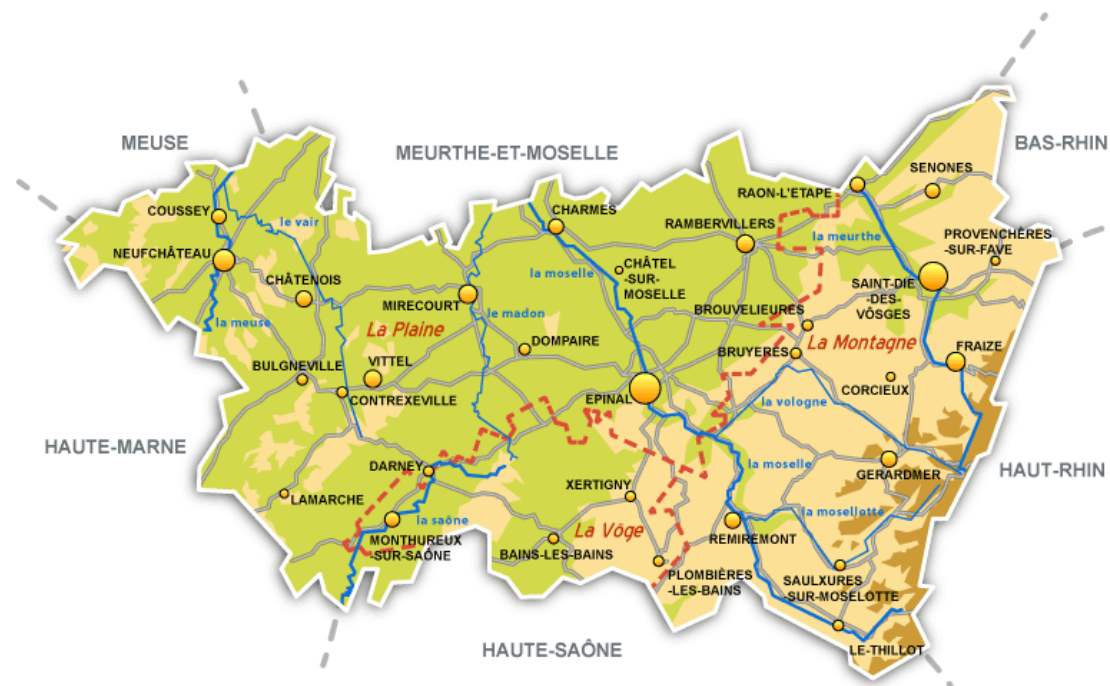 MEUSE
MEURTHE-ET-MOSELLE
BAS-RHIN
HAUTE-MARNE
HAUT-RHIN
HAUTE-SAÔNE
COUSSEY
le vair
NEUFCHÂTEAU
CHÂTENOIS
la meuse
MIRECOURT
La Plaine
le madon
VITTEL
BULGNEVILLE
CONTREXEVILLE
DOMPAIRE
CHARMES
la moselle
CHÂTEL
-SUR-
MOSELLE
RAMBERVILLERS
RAON-L'ETAPE
SENONES
la meurthe
PROVENCHÈRES
-SUR-FAVE
SAINT-DIE
-DES-
VÔSGES
BROUVELIEURES
La Montagne
BRUYERES
FRAIZE
CORCIEUX
EPINAL
la vologne
GERARDMER
la moselle
la mosellotte
DARNEY
LAMARCHE
la saône
MONTHUREUX
-SUR-SAÔNE
XERTIGNY
La Vôge
BAINS-LES-BAINS
REMIREMONT
PLOMBIÈRES
-LES-BAINS
SAULXURES
-SUR-MOSELOTTE
LE-THILLOT